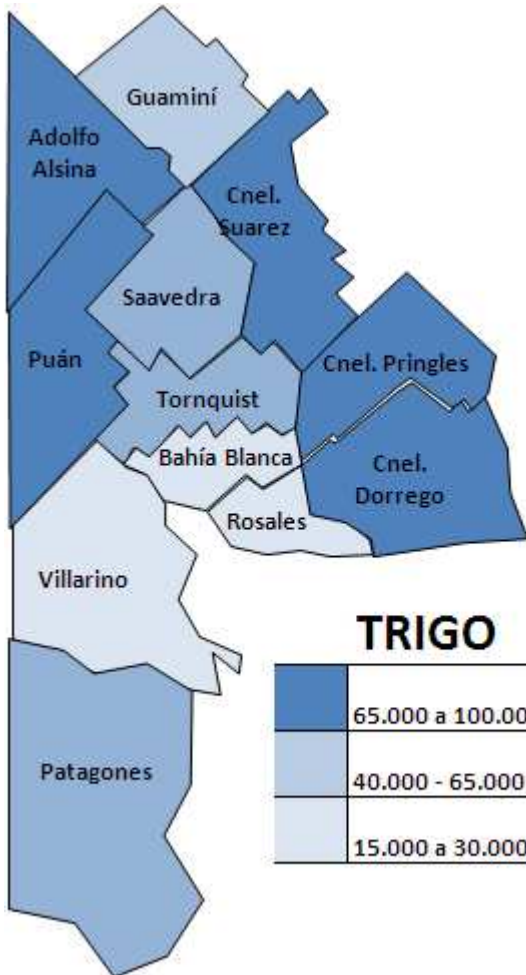 Guaminí
Adolfo
Alsina
Cnel.
Suarez
Saavedra
Puán
Cnel. Pringles
Tornquist
Bahía Blanca
Cnel.
Dorrego
Rosales
Villarino
Patagones
TRIGO
65.000 a 100.00
40.000 - 65.000
15.000 a 30.000